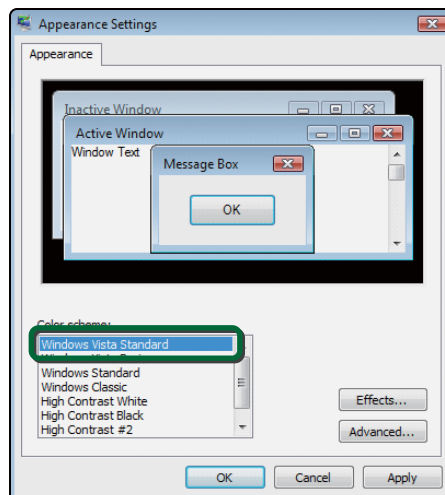 Appearance Settings
Appearance
Inactive Window
Active Window
Window Text
Message Box
OK
Color scheme:
Windows Vista Standard
Windows Standard
Windows Classic
High Contrast White
High Contrast Black
High Contrast #2
Effects...
Advanced...
OK
Cancel
Apply